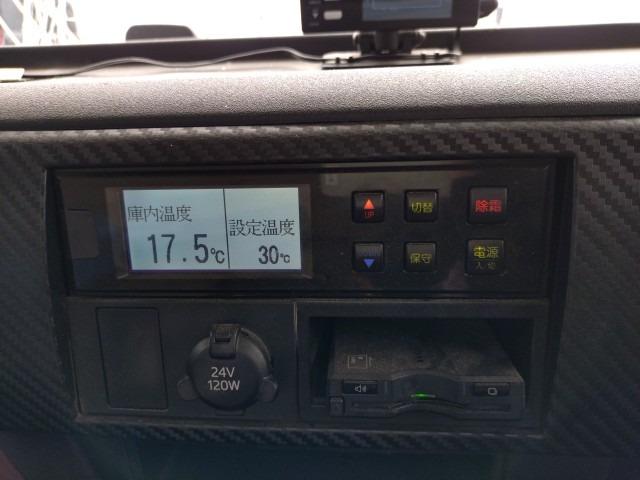 庫内温度
17.5℃
設定温度
30℃
UP
切替
除霜
保守
電源
入/切
24V
120W